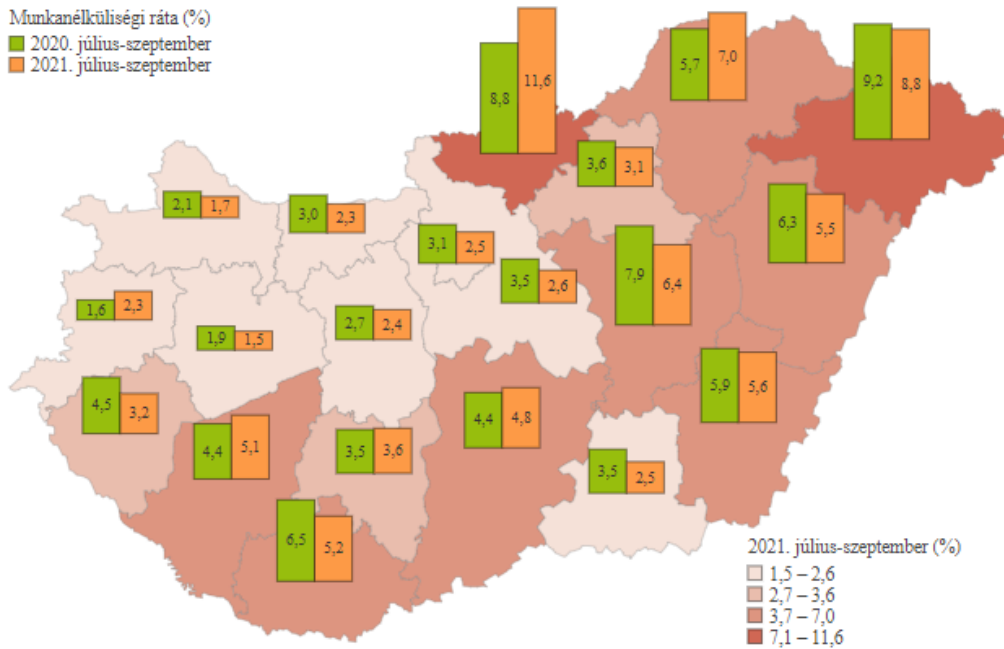 Munkanélküliségi ráta (%)
2020. július-szeptember
2021. július-szeptember
8,8 11,6
5,7 7,0
9,2 8,8
3,6 3,1
2,1 1,7
3,0 2,3
6,3 5,5
3,1 2,5
3,5 2,6
7,9 6,4
1,6 2,3
1,9 1,5
2,7 2,4
5,9 5,6
4,5 3,2
4,4 5,1
3,5 3,6
4,4 4,8
3,5 2,5
6,5 5,2
2021. július-szeptember (%)
1,5 – 2,6
2,7 – 3,6
3,7 – 7,0
7,1 – 11,6